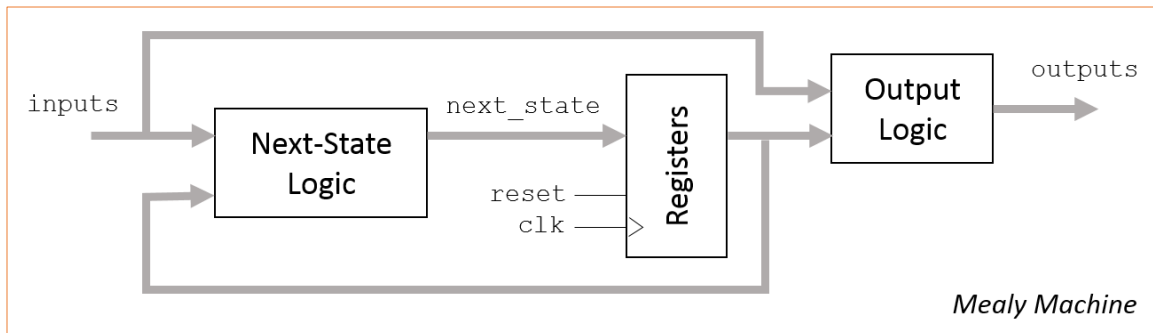 inputs
Next-State
Logic
next_state
reset
clk
Registers
Output
Logic
outputs
Mealy Machine